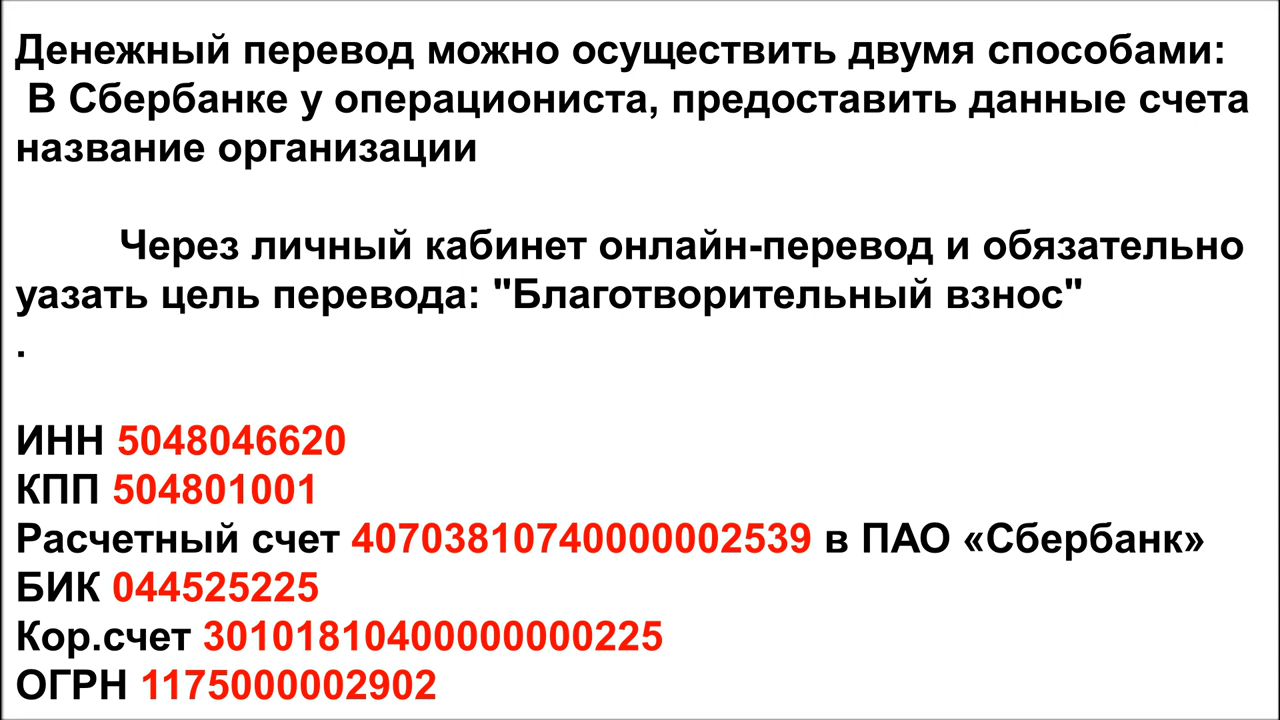 Денежный перевод можно осуществить двумя способами:
В Сбербанке у операциониста, предоставить данные счета
название организации
Через личный кабинет онлайн-перевод и обязательно
уазать цель перевода: "Благотворительный взнос"
.
ИНН 5048046620
КПП 504801001
Расчетный счет 40703810740000002539 в ПАО «Сбербанк»
БИК 044525225
Кор.счет 30101810400000000225
ОГРН 1175000002902